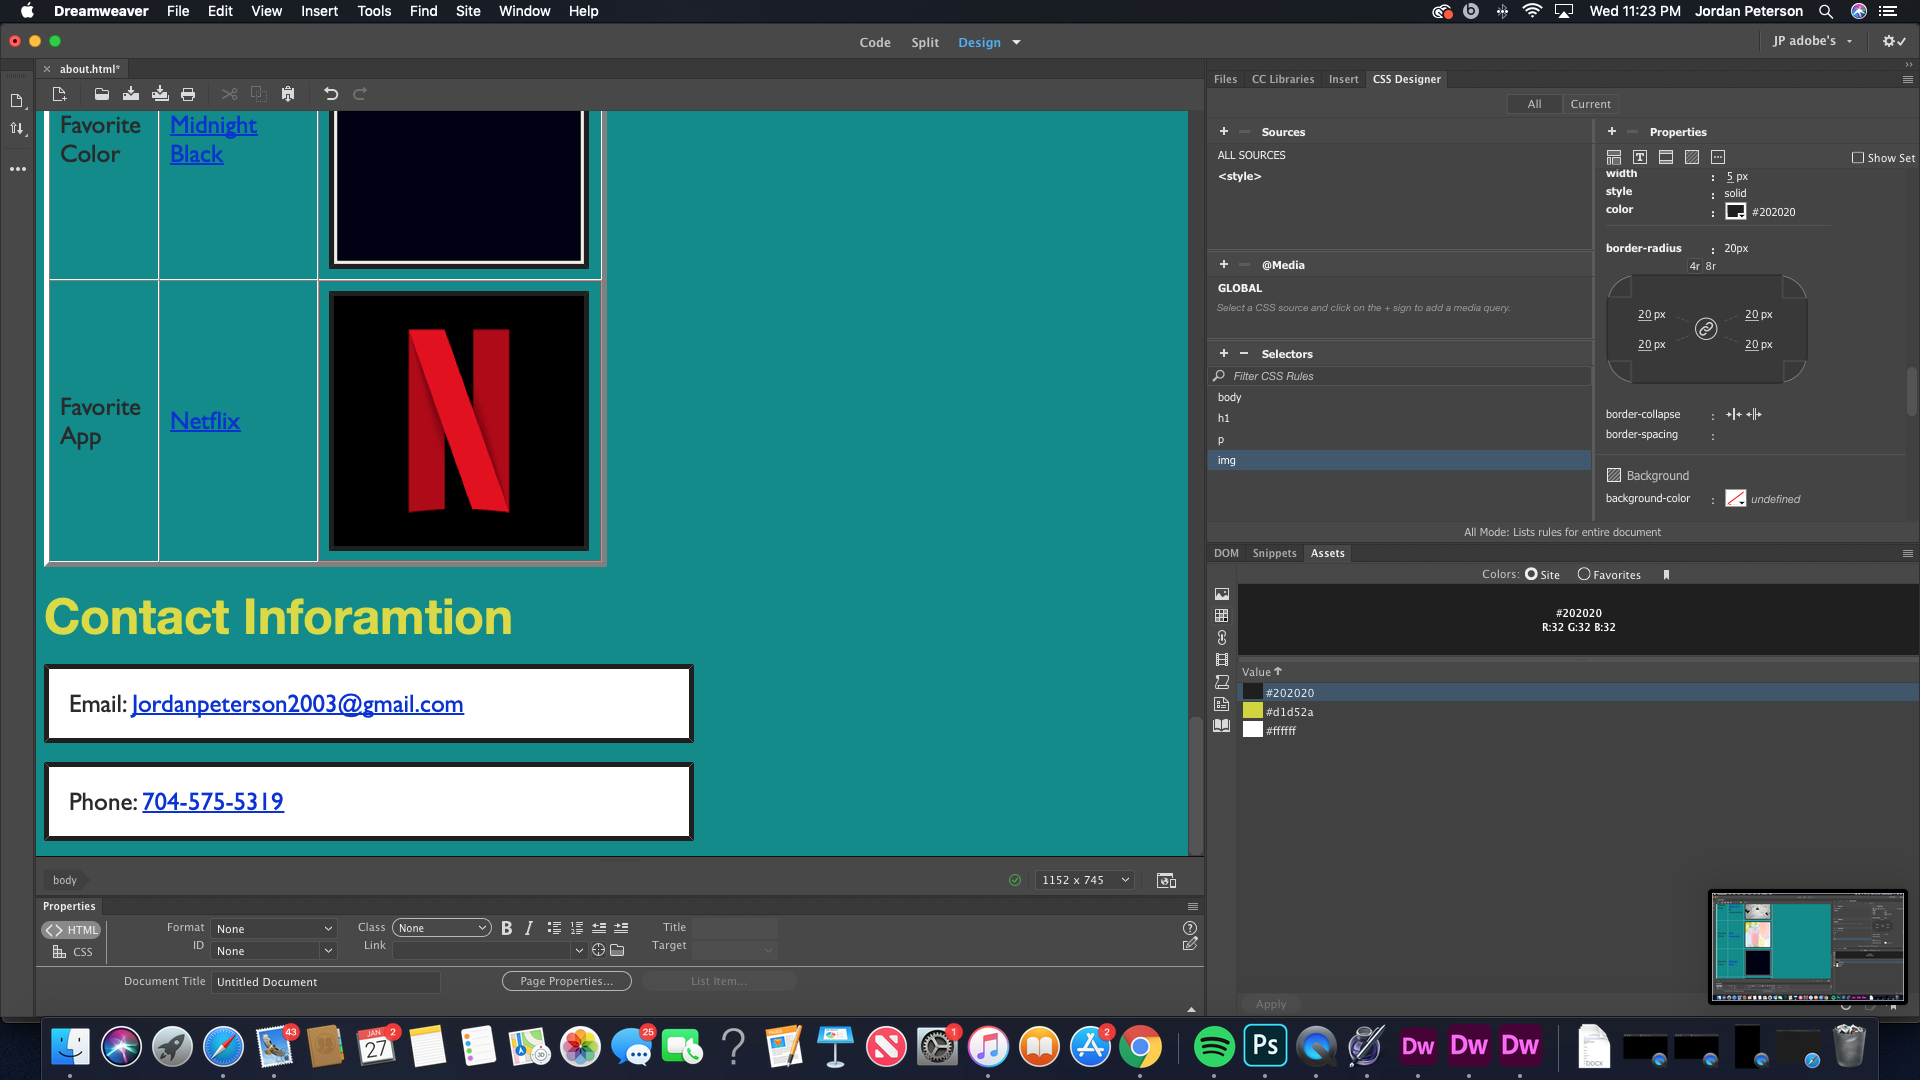 Dreamweaver File Edit View Insert Tools Find Site Window Help
Wed 11:23 PM Jordan Peterson
Code Split Design
JP adobe's
about.html*
Favorite Color
Midnight Black
Favorite App
Netflix
Contact Inforamtion
Email: Jordanpeterson2003@gmail.com
Phone: 704-575-5319
body
1152 x 745
Properties
HTML
CSS
Format None
ID None
Class None
Link
Title
Target
Document Title Untitled Document
Page Properties...
List Item...
Files CC Libraries Insert CSS Designer
All Current
+ Sources
ALL SOURCES
<style>
+ @Media
GLOBAL
Select a CSS source and click on the + sign to add a media query.
+ - Selectors
Filter CSS Rules
body
h1
p
img
+ Properties
Show Set
width : 5 px
style : solid
color : #202020
border-radius : 20px
4r 8r
20 px 20 px
20 px 20 px
border-collapse :
border-spacing :
Background
background-color : undefined
All Mode: Lists rules for entire document
DOM Snippets Assets
Colors: Site Favorites
#202020
R:32 G:32 B:32
Value
#202020
#d1d52a
#ffffff
Apply
43
JAN 2
27
25
1
2
Ps
Dw Dw Dw
DOCX